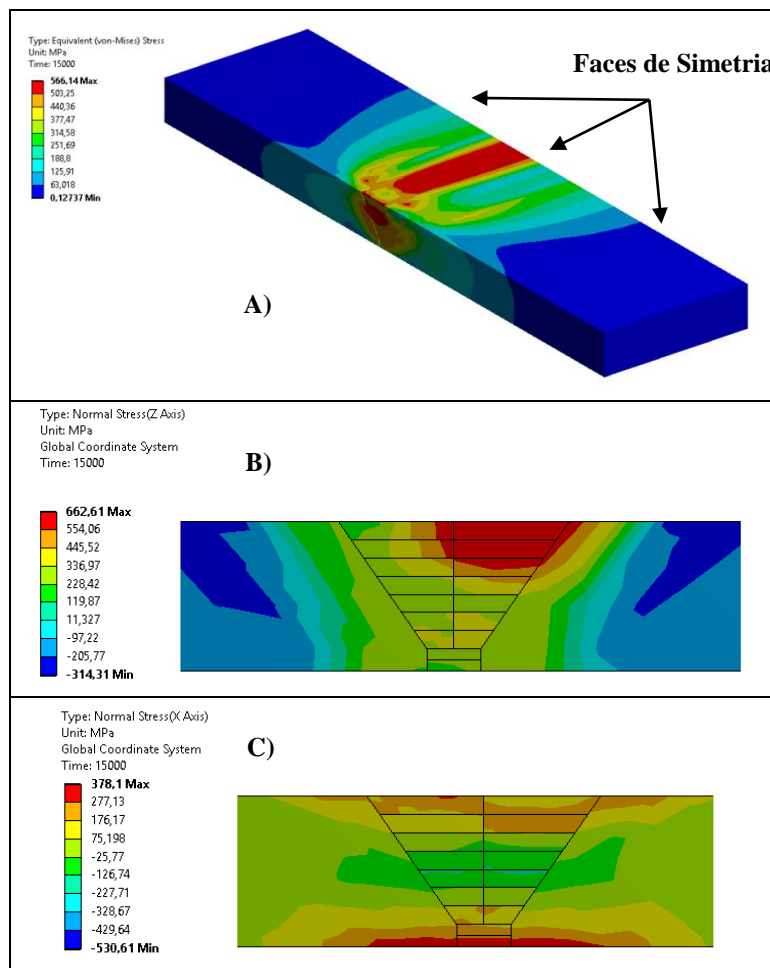 Type: Equivalent (von-Mises) Stress
Unit: MPa
Time: 15000
566,14 Max
503,25
440,36
377,47
314,58
251,69
188,8
125,91
63,018
0,12737 Min
Faces de Simetria
A)
Type: Normal Stress(Z Axis)
Unit: MPa
Global Coordinate System
Time: 15000
B)
662,61 Max
554,06
445,52
336,97
228,42
119,87
11,327
-97,22
-205,77
-314,31 Min
Type: Normal Stress(X Axis)
Unit: MPa
Global Coordinate System
Time: 15000
C)
378,1 Max
277,13
176,17
75,198
-25,77
-126,74
-227,71
-328,67
-429,64
-530,61 Min